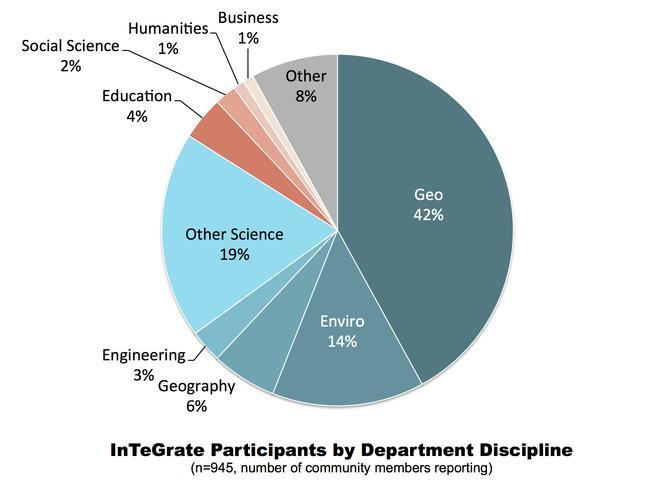 Business
1%
Humanities
1%
Social Science
2%
Education
4%
Other
8%
Geo
42%
Other Science
19%
Enviro
14%
Engineering
3%
Geography
6%
InTeGrate Participants by Department Discipline
(n=945, number of community members reporting)